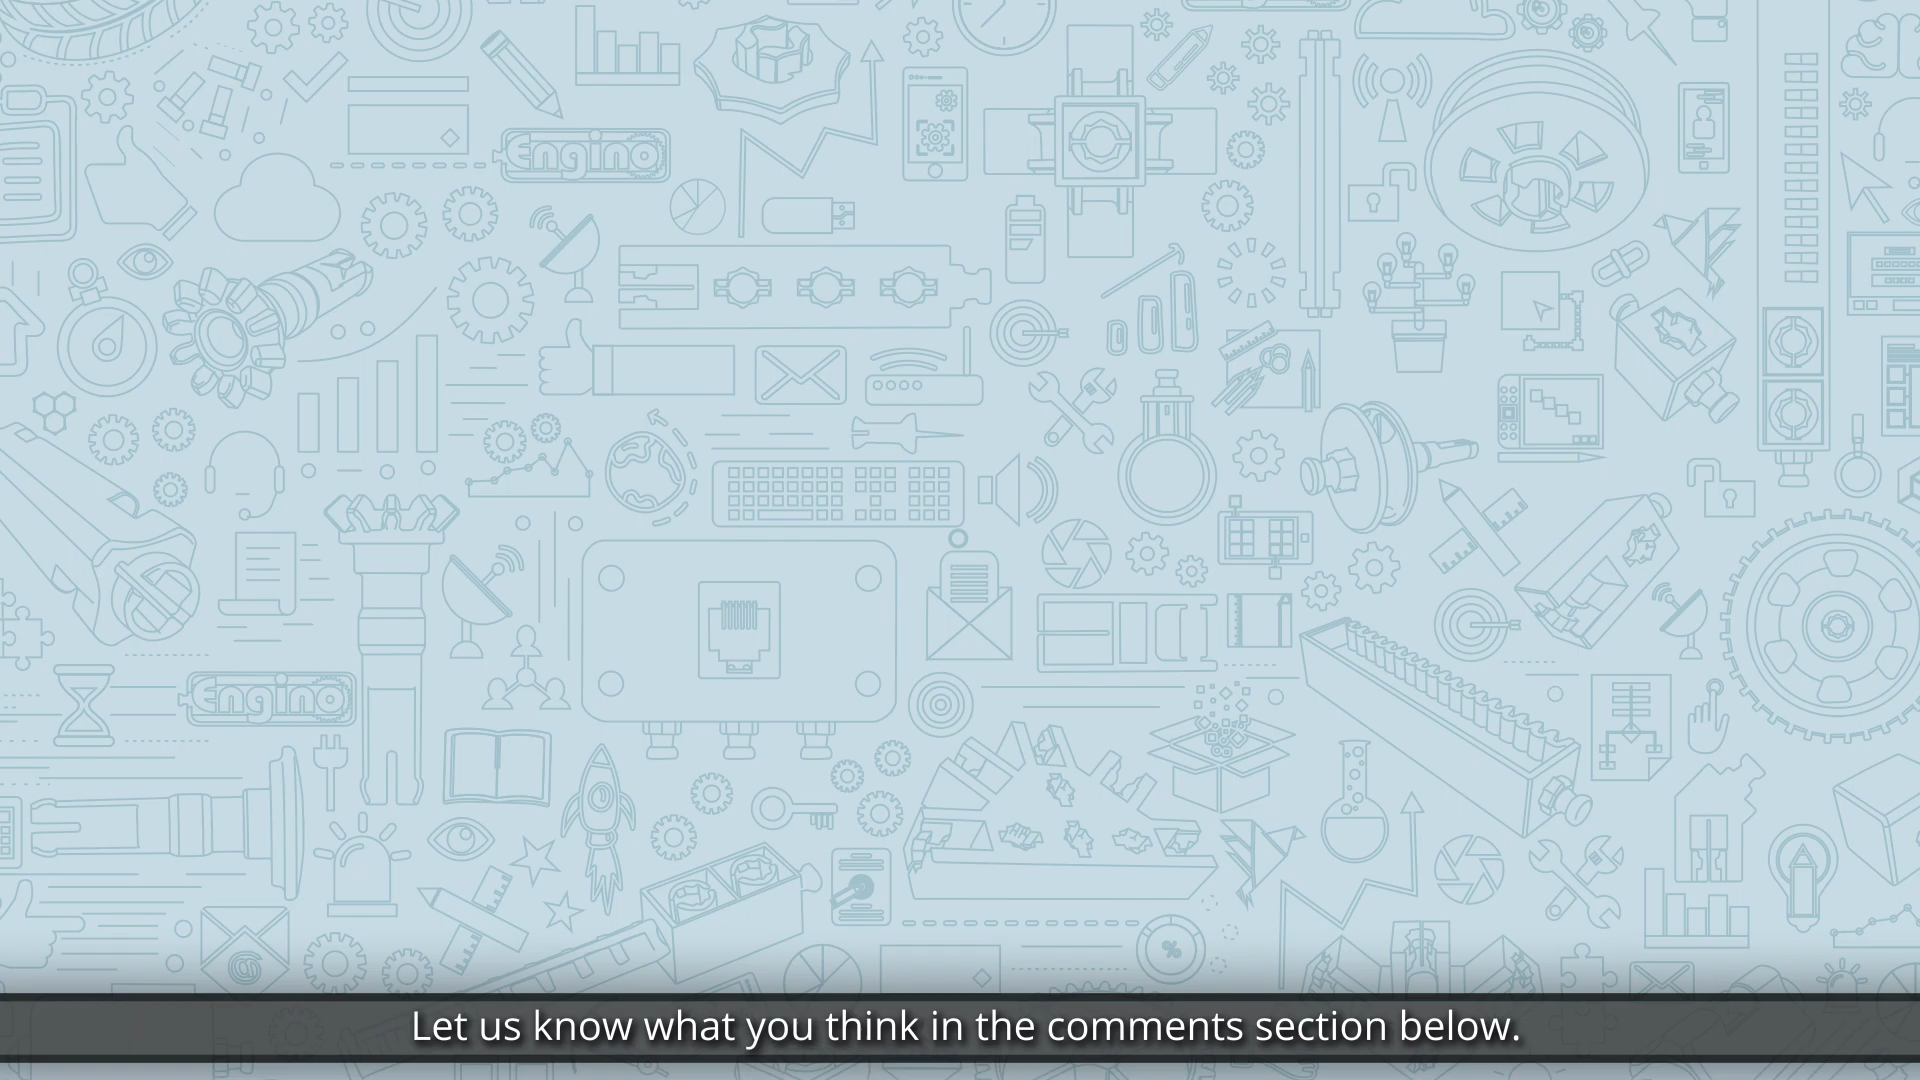 Engino
Engino
@
%
Let us know what you think in the comments section below.